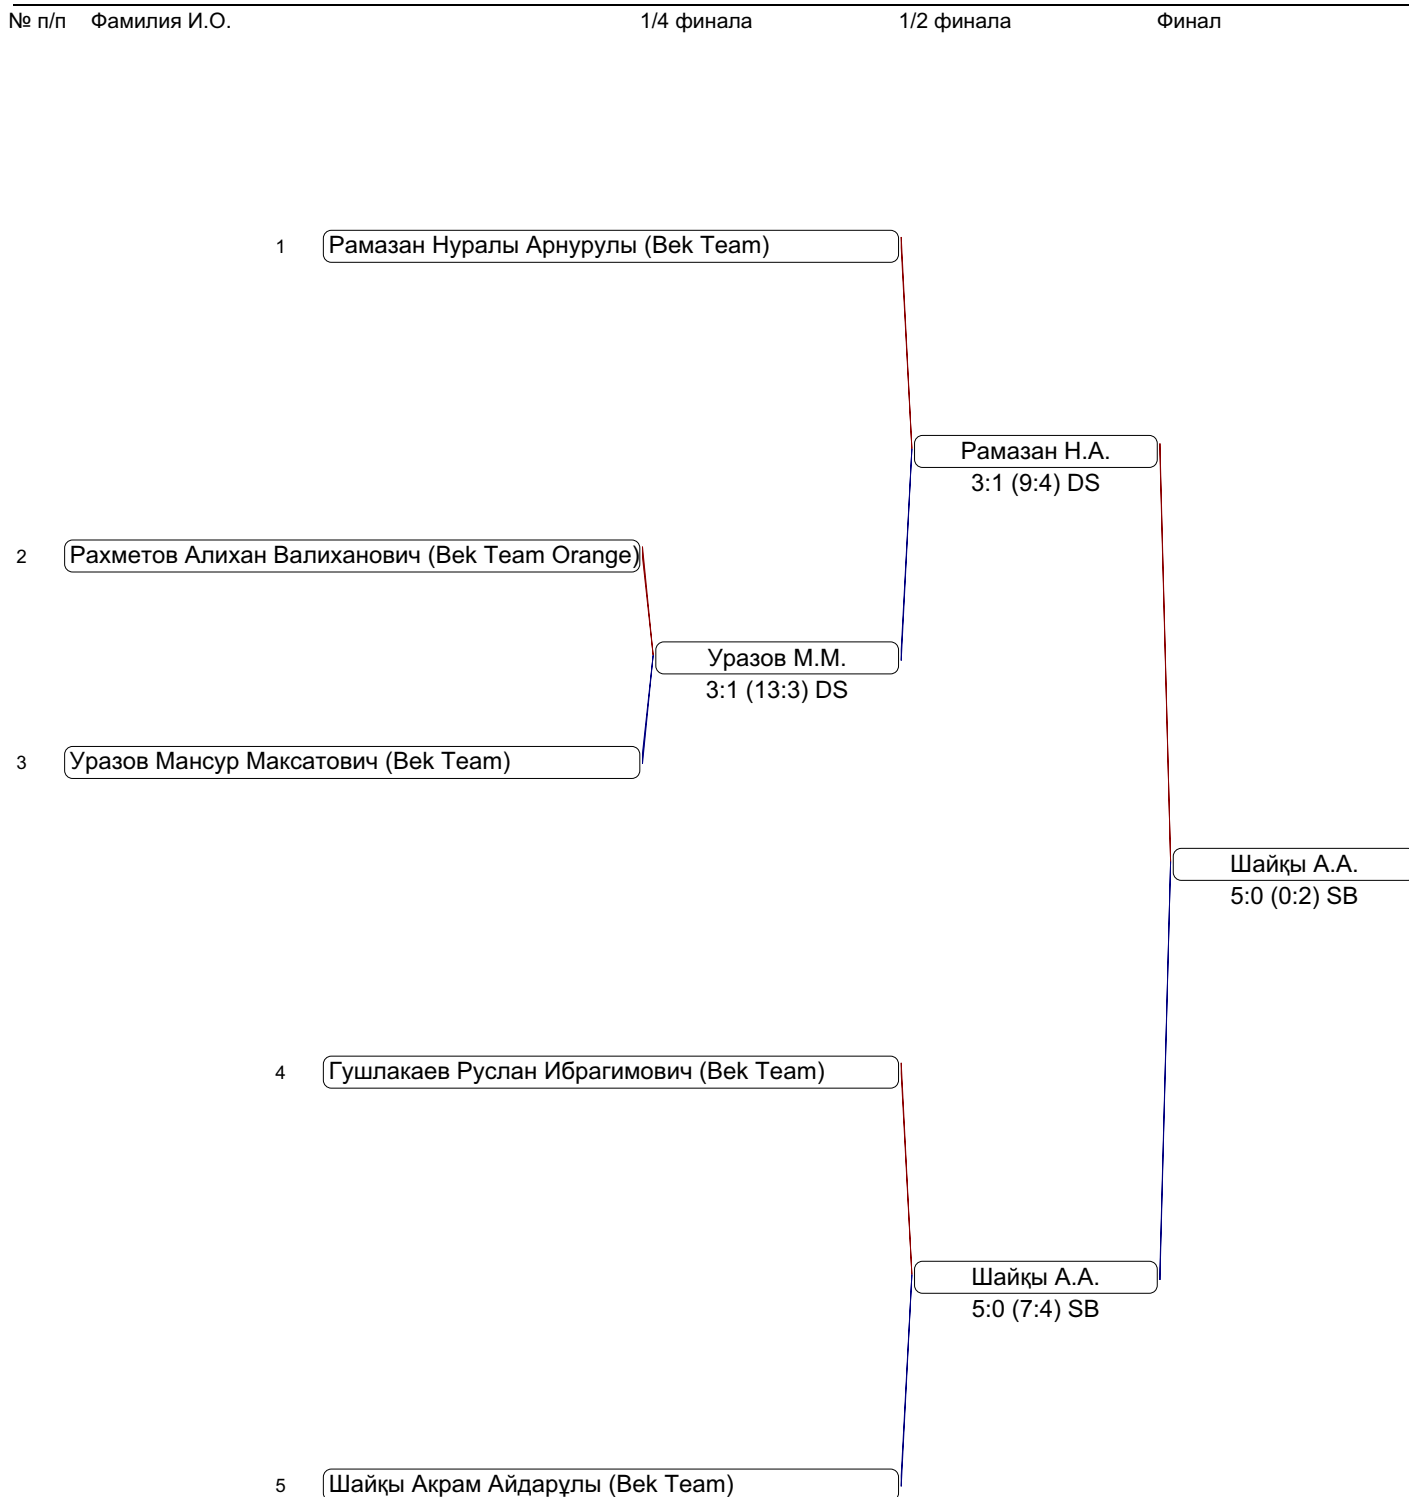 № п/п Фамилия И.О. 1/4 финала 1/2 финала Финал
1 Рамазан Нуралы Арнурулы (Bek Team)
Рамазан Н.А.
3:1 (9:4) DS
2 Рахметов Алихан Валиханович (Bek Team Orange)
Уразов М.М.
3:1 (13:3) DS
3 Уразов Мансур Максатович (Bek Team)
Шайқы А.А.
5:0 (0:2) SB
4 Гушлакаев Руслан Ибрагимович (Bek Team)
Шайқы А.А.
5:0 (7:4) SB
5 Шайқы Акрам Айдарұлы (Bek Team)